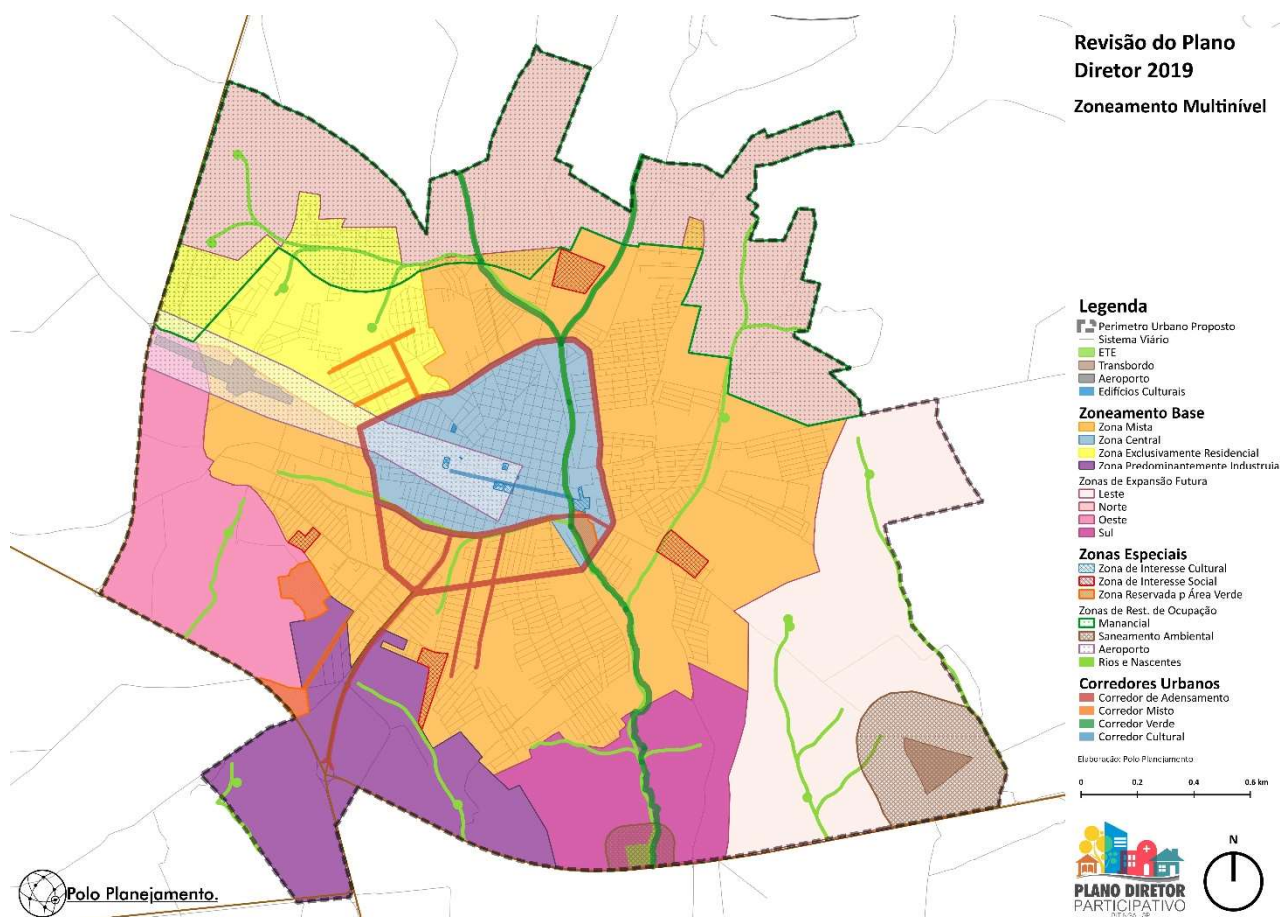 Revisão do Plano
Diretor 2019
Zoneamento Multinível
Legenda
Perimetro Urbano Proposto
Sistema Viário
ETE
Transbordo
Aeroporto
Edifícios Culturais
Zoneamento Base
Zona Mista
Zona Central
Zona Exclusivamente Residencial
Zona Predominantemente Industruia
Zonas de Expansão Futura
Leste
Norte
Oeste
Sul
Zonas Especiais
Zona de Interesse Cultural
Zona de Interesse Social
Zona Reservada p Área Verde
Zonas de Rest. de Ocupação
Manancial
Saneamento Ambiental
Aeroporto
Rios e Nascentes
Corredores Urbanos
Corredor de Adensamento
Corredor Misto
Corredor Verde
Corredor Cultural
Elaboração: Polo Planejamento
0 0.2 0.4 0.6 km
N
PLANO DIRETOR
PARTICIPATIVO
Polo Planejamento.